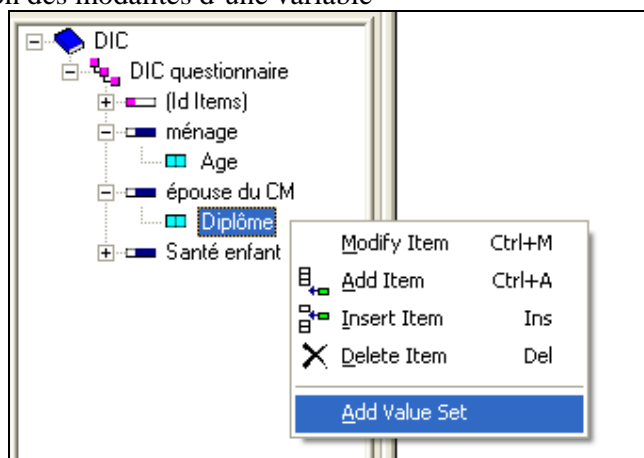 des modalités d'une variable
DIC
DIC questionnaire
(Id Items)
ménage
Age
épouse du CM
Diplôme
Santé enfant
Modify Item Ctrl+M
Add Item Ctrl+A
Insert Item Ins
Delete Item Del
Add Value Set